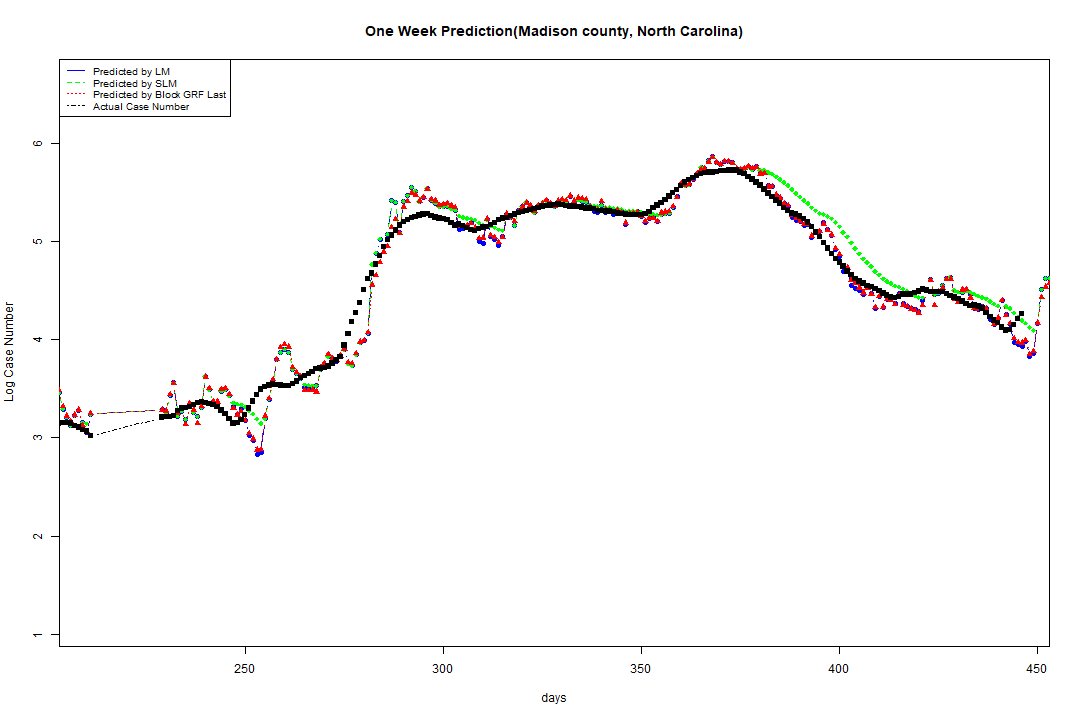 One Week Prediction(Madison county, North Carolina)
Predicted by LM
Predicted by SLM
Predicted by Block GRF Last
Actual Case Number
6
5
4
3
2
1
Log Case Number
250 300 350 400 450
days